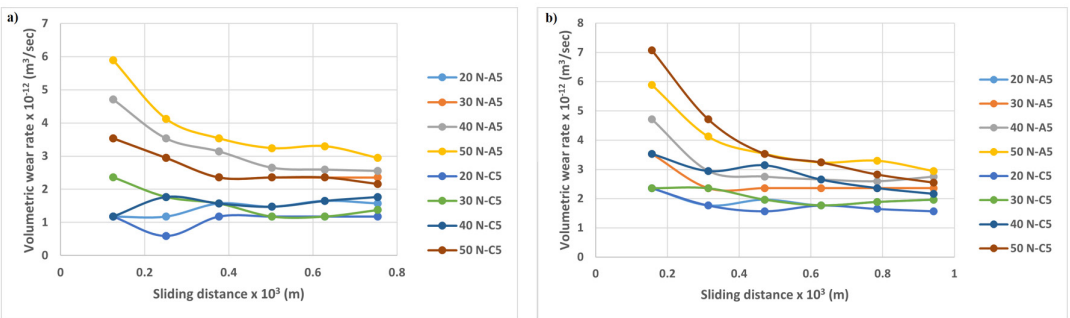 a)
Volumetric wear rate x 10⁻¹² (m³/sec)
7
6
5
4
3
2
1
0
0 0.2 0.4 0.6 0.8
Sliding distance x 10³ (m)
20 N-A5
30 N-A5
40 N-A5
50 N-A5
20 N-C5
30 N-C5
40 N-C5
50 N-C5
b)
Volumetric wear rate x 10⁻¹² (m³/sec)
8
7
6
5
4
3
2
1
0
0 0.2 0.4 0.6 0.8 1
Sliding distance x 10³ (m)
20 N-A5
30 N-A5
40 N-A5
50 N-A5
20 N-C5
30 N-C5
40 N-C5
50 N-C5